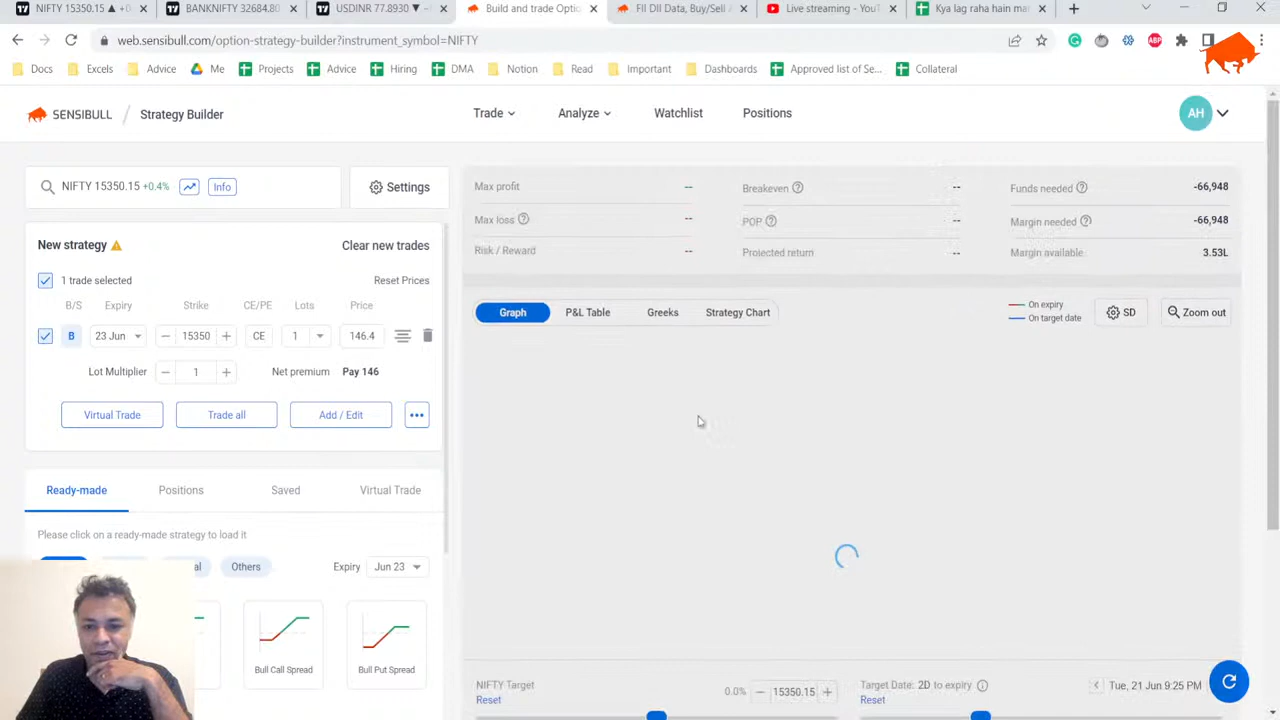 NIFTY 15350.15 ▲ +0.
BANKNIFTY 32684.80
USDINR 77.8930 ▼ −
Build and trade Optio
FII DII Data, Buy/Sell
Live streaming - YouT
Kya lag raha hain ma
web.sensibull.com/option-strategy-builder?instrument_symbol=NIFTY
Docs Excels Advice Me Projects Advice Hiring DMA Notion Read Important Dashboards Approved list of Se... Collateral
SENSIBULL / Strategy Builder
Trade Analyze Watchlist Positions
AH
NIFTY 15350.15 +0.4% Info
Settings
New strategy
Clear new trades
1 trade selected
Reset Prices
B/S Expiry Strike CE/PE Lots Price
B 23 Jun − 15350 + CE 1 146.4
Lot Multiplier − 1 + Net premium Pay 146
Virtual Trade Trade all Add / Edit •••
Ready-made Positions Saved Virtual Trade
Please click on a ready-made strategy to load it
al Others Expiry Jun 23
Bull Call Spread Bull Put Spread
Max profit -- Breakeven -- Funds needed -66,948
Max loss -- POP -- Margin needed -66,948
Risk / Reward -- Projected return -- Margin available 3.53L
Graph P&L Table Greeks Strategy Chart
On expiry
On target date
SD
Zoom out
NIFTY Target
Reset
0.0% − 15350.15 +
Target Date: 2D to expiry
Reset
Tue, 21 Jun 9:25 PM